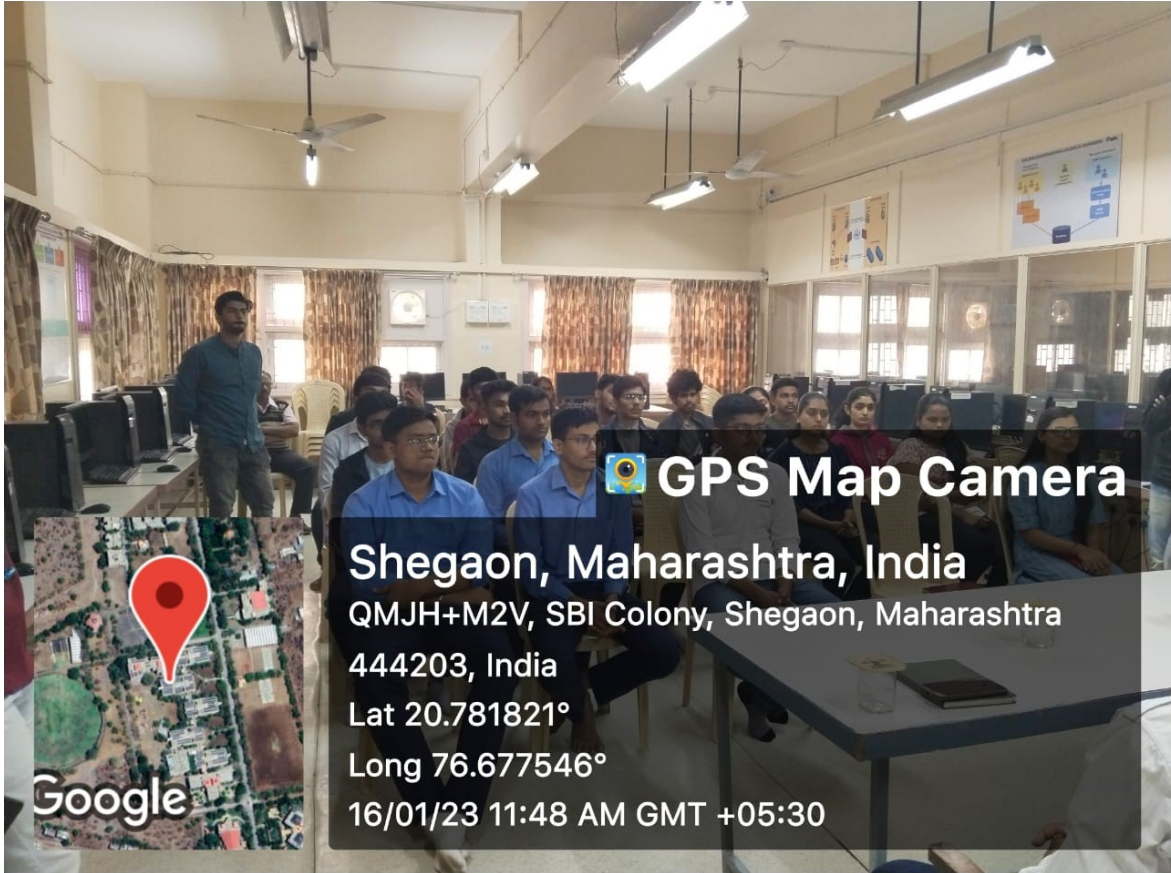 GPS Map Camera
Shegaon, Maharashtra, India
QMJH+M2V, SBI Colony, Shegaon, Maharashtra
444203, India
Lat 20.781821°
Long 76.677546°
16/01/23 11:48 AM GMT +05:30
Google